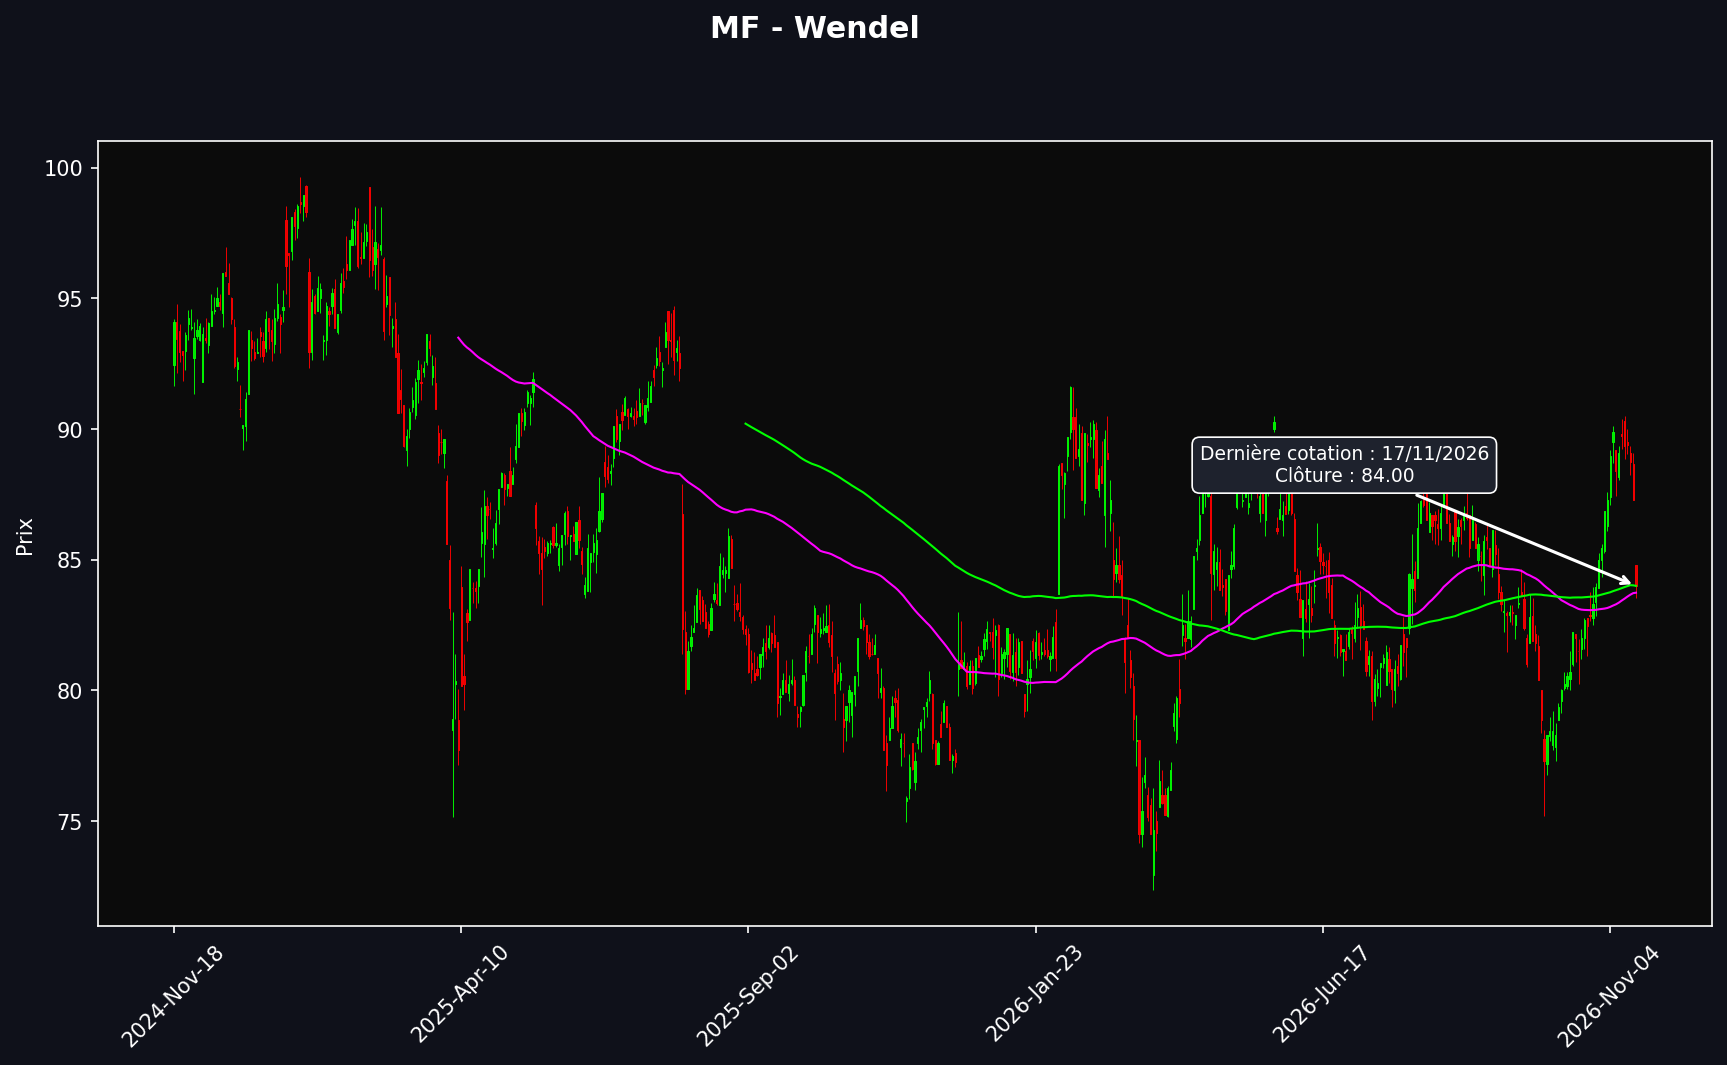 MF - Wendel
Prix
100
95
90
85
80
75
Dernière cotation : 17/11/2026
Clôture : 84.00
2024-Nov-18
2025-Apr-10
2025-Sep-02
2026-Jan-23
2026-Jun-17
2026-Nov-04